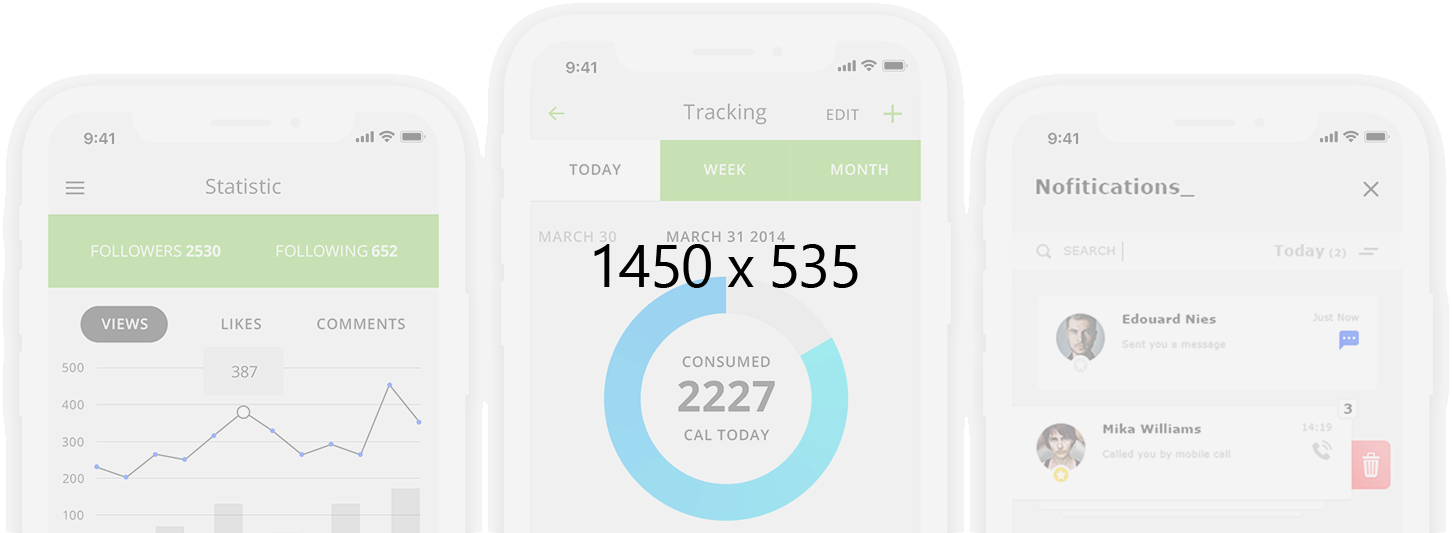 9:41
Statistic
FOLLOWERS 2530 FOLLOWING 652
VIEWS LIKES COMMENTS
387
500
400
300
200
100
9:41
Tracking EDIT
TODAY WEEK MONTH
MARCH 30 MARCH 31 2014
1450 x 535
CONSUMED
2227
CAL TODAY
9:41
Nofitications_
SEARCH Today (2)
Edouard Nies Just Now
Sent you a message
3
Mika Williams 14:19
Called you by mobile call